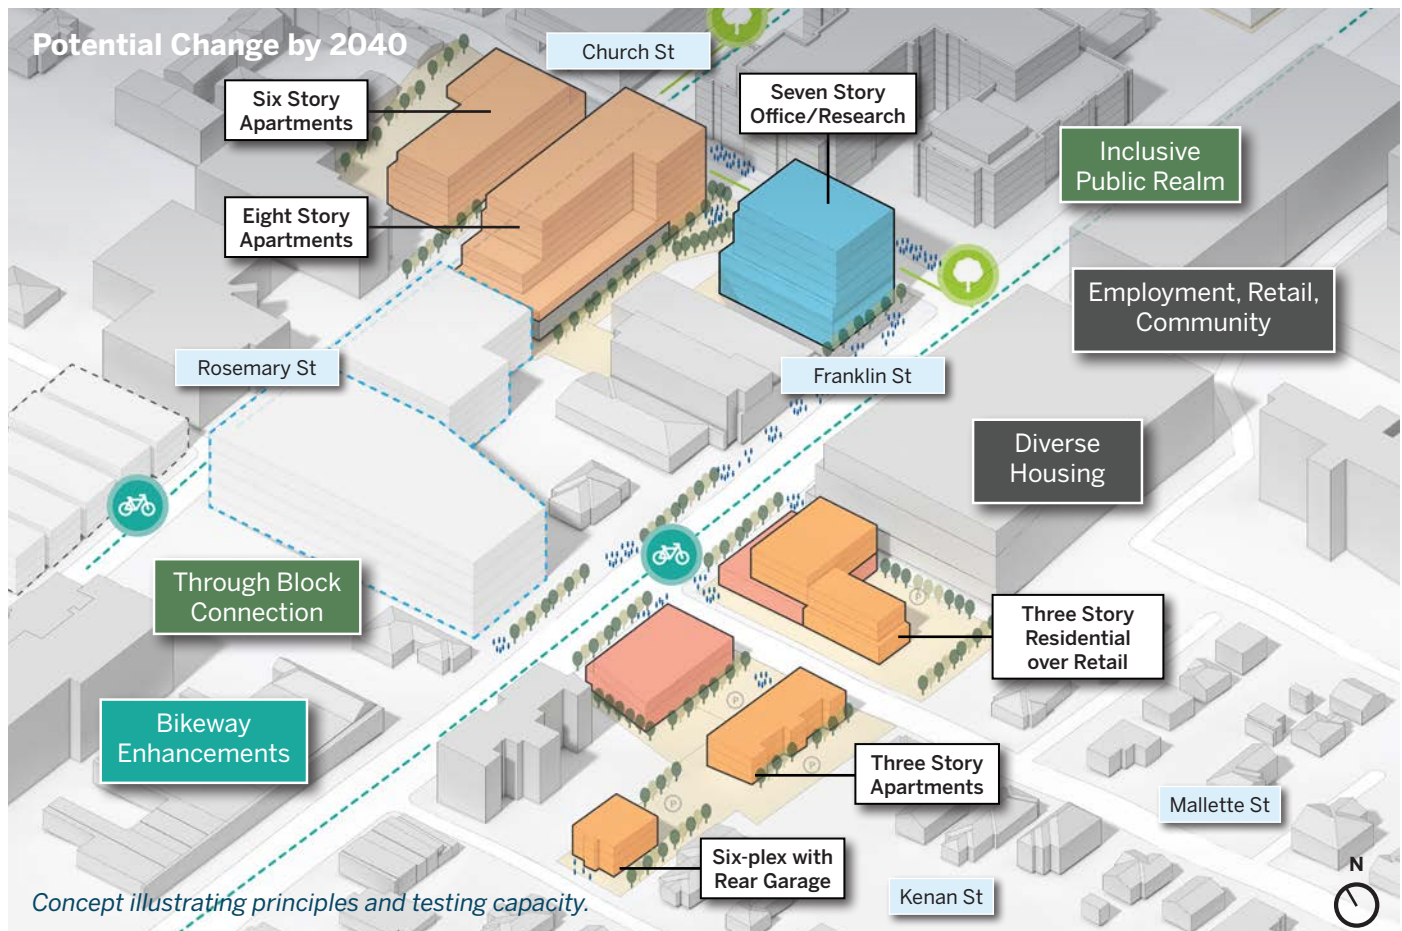 Potential Change by 2040
Church St
Six Story
Apartments
Seven Story
Office/Research
Inclusive
Public Realm
Eight Story
Apartments
Employment, Retail,
Community
Rosemary St
Franklin St
Diverse
Housing
Through Block
Connection
P
Three Story
Residential
over Retail
P
Bikeway
Enhancements
P
Three Story
Apartments
P
Mallette St
Six-plex with
Rear Garage
N
Kenan St
Concept illustrating principles and testing capacity.